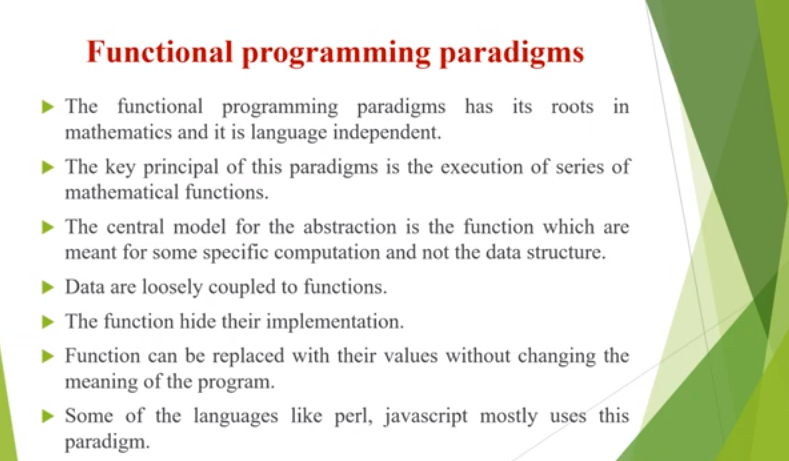 Functional programming paradigms
The functional programming paradigms has its roots in
mathematics and it is language independent.
The key principal of this paradigms is the execution of series of
mathematical functions.
The central model for the abstraction is the function which are
meant for some specific computation and not the data structure.
Data are loosely coupled to functions.
The function hide their implementation.
Function can be replaced with their values without changing the
meaning of the program.
Some of the languages like perl, javascript mostly uses this
paradigm.